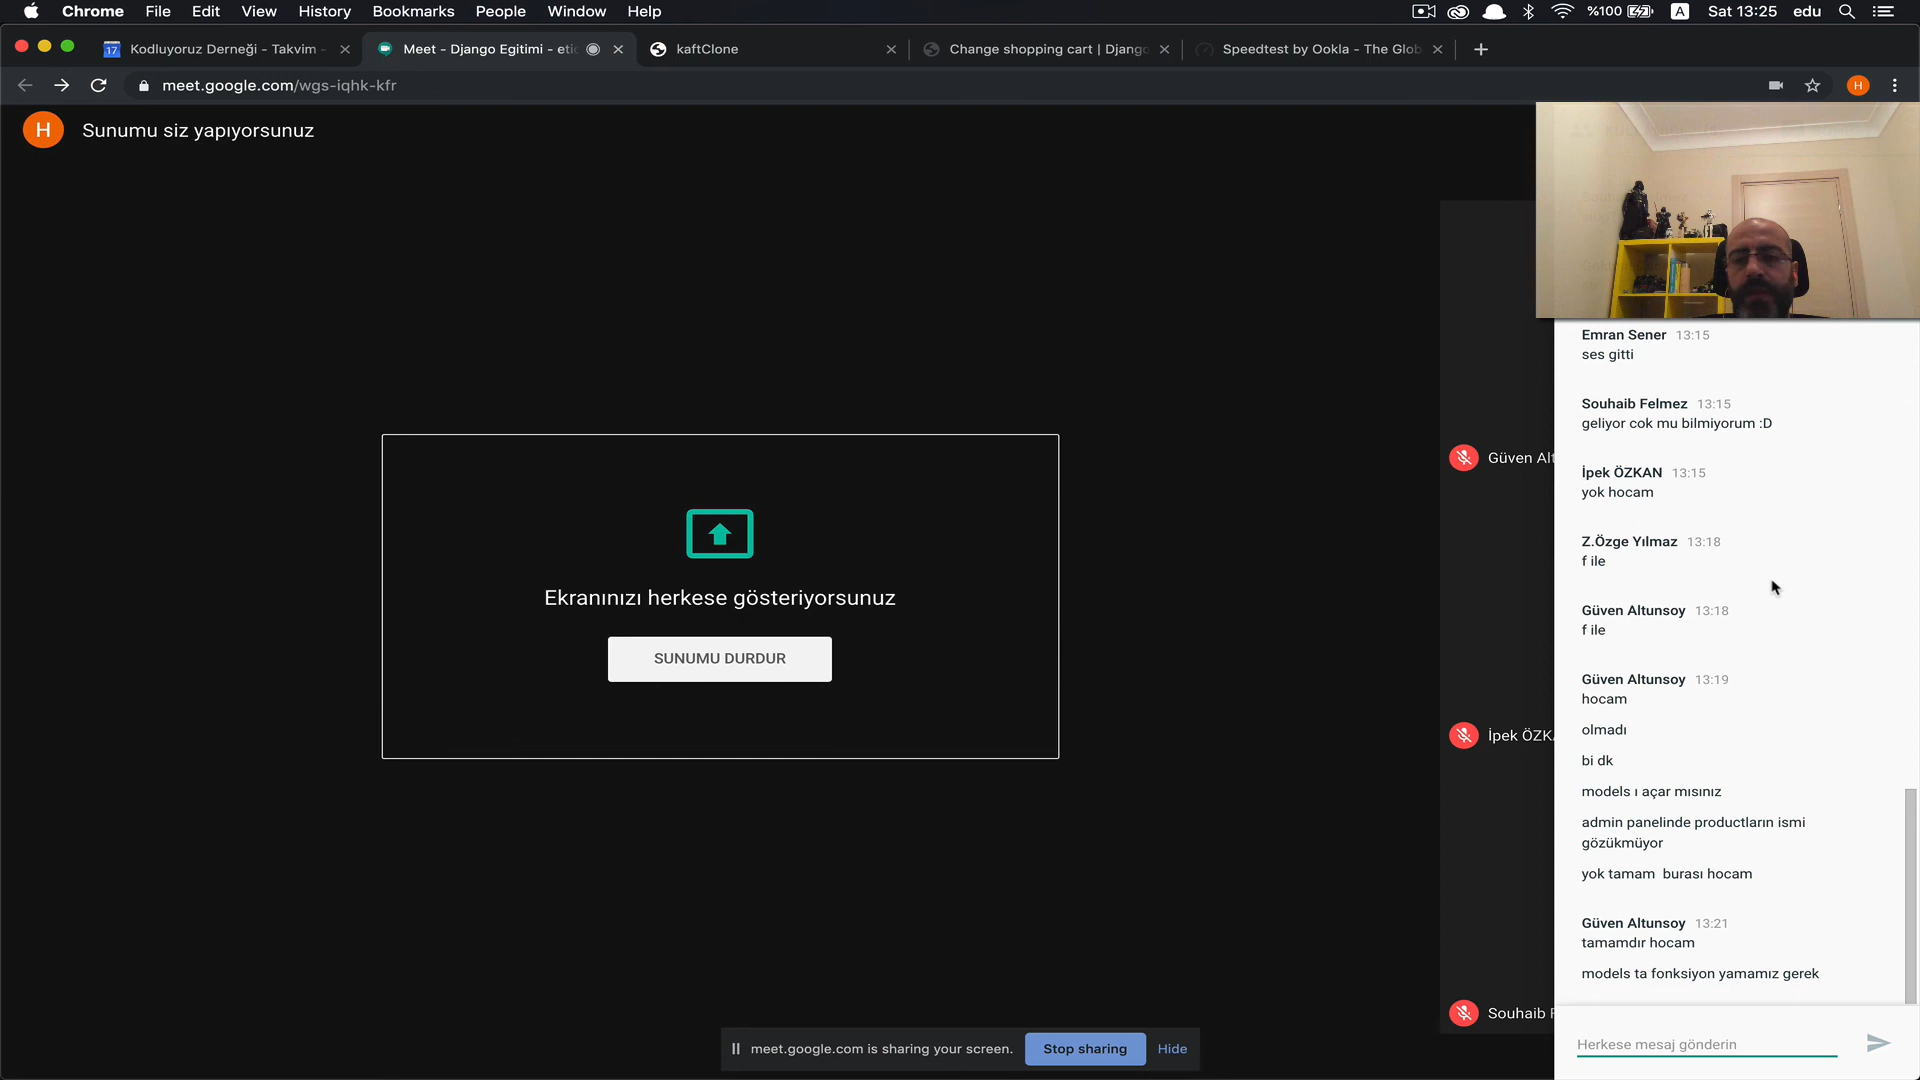 Chrome File Edit View History Bookmarks People Window Help
%100 A Sat 13:25 edu
17 Kodluyoruz Derneği - Takvim -
Meet - Django Egitimi - etic
kaftClone
Change shopping cart | Django
Speedtest by Ookla - The Glob
meet.google.com/wgs-iqhk-kfr
H
H Sunumu siz yapıyorsunuz
Ekranınızı herkese gösteriyorsunuz
SUNUMU DURDUR
Güven Alt
İpek ÖZK
Souhaib F
Emran Sener 13:15
ses gitti
Souhaib Felmez 13:15
geliyor cok mu bilmiyorum :D
İpek ÖZKAN 13:15
yok hocam
Z.Özge Yılmaz 13:18
f ile
Güven Altunsoy 13:18
f ile
Güven Altunsoy 13:19
hocam
olmadı
bi dk
models ı açar mısınız
admin panelinde productların ismi
gözükmüyor
yok tamam burası hocam
Güven Altunsoy 13:21
tamamdır hocam
models ta fonksiyon yamamız gerek
Herkese mesaj gönderin
meet.google.com is sharing your screen. Stop sharing Hide